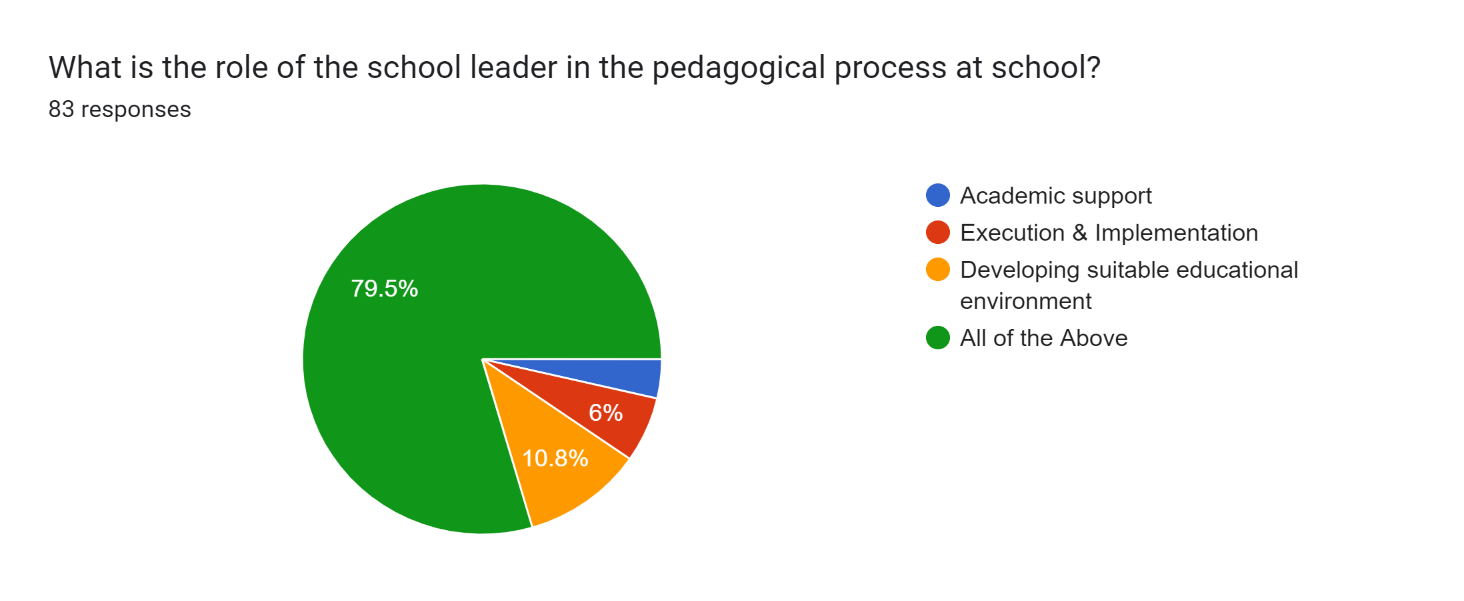 What is the role of the school leader in the pedagogical process at school?
83 responses
79.5%
6%
10.8%
Academic support
Execution & Implementation
Developing suitable educational
environment
All of the Above